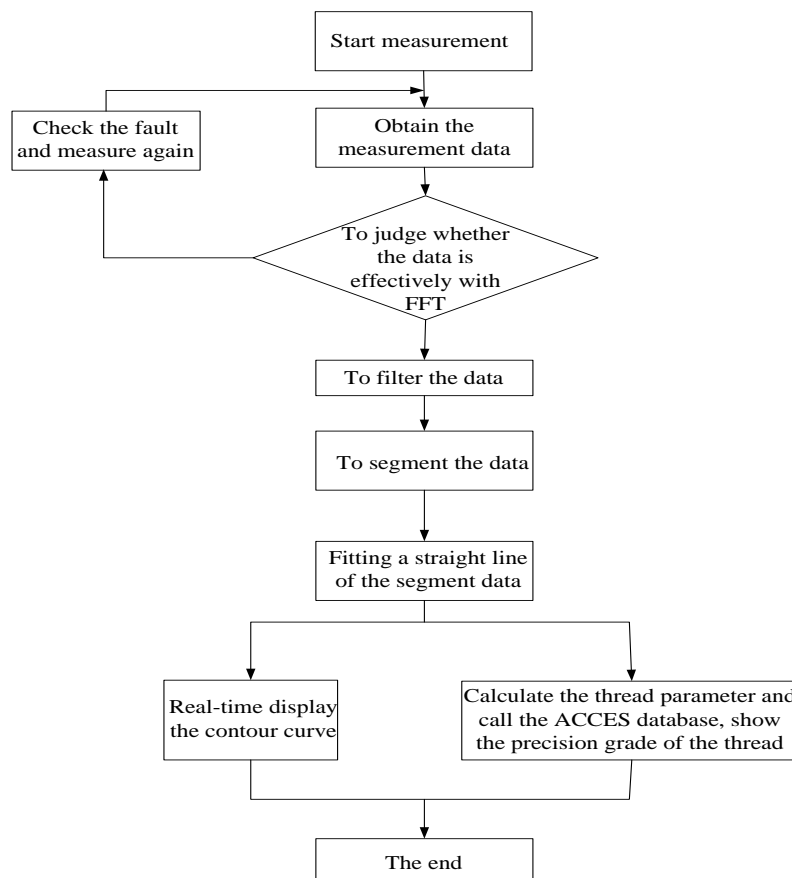 Start measurement
Check the fault
and measure again
Obtain the
measurement data
To judge whether
the data is
effectively with
FFT
To filter the data
To segment the data
Fitting a straight line
of the segment data
Real-time display
the contour curve
Calculate the thread parameter and
call the ACCES database, show
the precision grade of the thread
The end